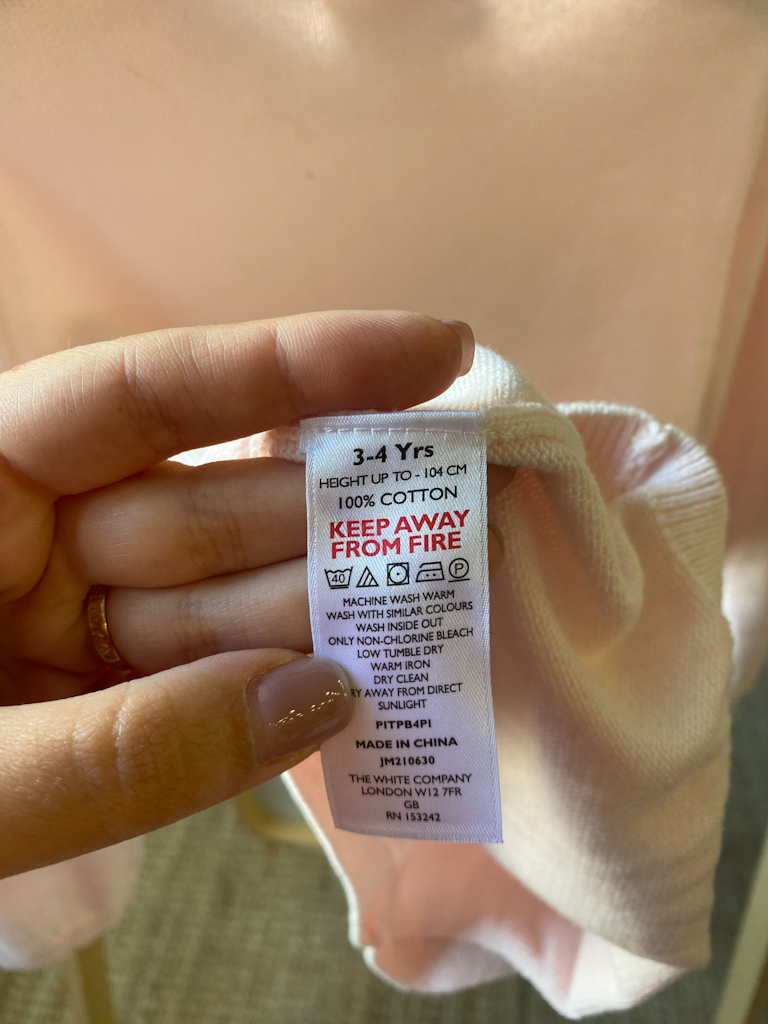 3-4 Yrs
HEIGHT UP TO - 104 CM
100% COTTON
KEEP AWAY
FROM FIRE
40 P
MACHINE WASH WARM
WASH WITH SIMILAR COLOURS
WASH INSIDE OUT
ONLY NON-CHLORINE BLEACH
LOW TUMBLE DRY
WARM IRON
DRY CLEAN
RY AWAY FROM DIRECT
SUNLIGHT
PITPB4PI
MADE IN CHINA
JM210630
THE WHITE COMPANY
LONDON W12 7FR
GB
RN 153242